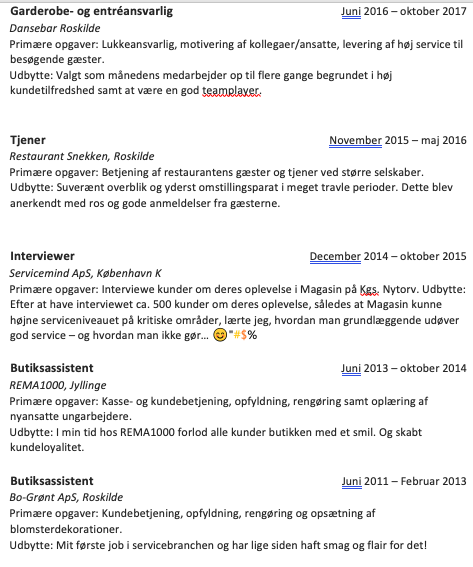 Garderobe- og entréansvarlig Juni 2016 – oktober 2017
Dansebar Roskilde
Primære opgaver: Lukkeansvarlig, motivering af kollegaer/ansatte, levering af høj service til
besøgende gæster.
Udbytte: Valgt som månedens medarbejder op til flere gange begrundet i høj
kundetilfredshed samt at være en god teamplayer.
Tjener November 2015 – maj 2016
Restaurant Snekken, Roskilde
Primære opgaver: Betjening af restaurantens gæster og tjener ved større selskaber.
Udbytte: Suverænt overblik og yderst omstillingsparat i meget travle perioder. Dette blev
anerkendt med ros og gode anmeldelser fra gæsterne.
Interviewer December 2014 – oktober 2015
Servicemind ApS, København K
Primære opgaver: Interviewe kunder om deres oplevelse i Magasin på Kgs. Nytorv. Udbytte:
Efter at have interviewet ca. 500 kunder om deres oplevelse, således at Magasin kunne
højne serviceniveauet på kritiske områder, lærte jeg, hvordan man grundlæggende udøver
god service – og hvordan man ikke gør... 😊"#$%
Butiksassistent Juni 2013 – oktober 2014
REMA1000, Jyllinge
Primære opgaver: Kasse- og kundebetjening, opfyldning, rengøring samt oplæring af
nyansatte ungarbejdere.
Udbytte: I min tid hos REMA1000 forlod alle kunder butikken med et smil. Og skabt
kundeloyalitet.
Butiksassistent Juni 2011 – Februar 2013
Bo-Grønt ApS, Roskilde
Primære opgaver: Kundebetjening, opfyldning, rengøring og opsætning af
blomsterdekorationer.
Udbytte: Mit første job i servicebranchen og har lige siden haft smag og flair for det!